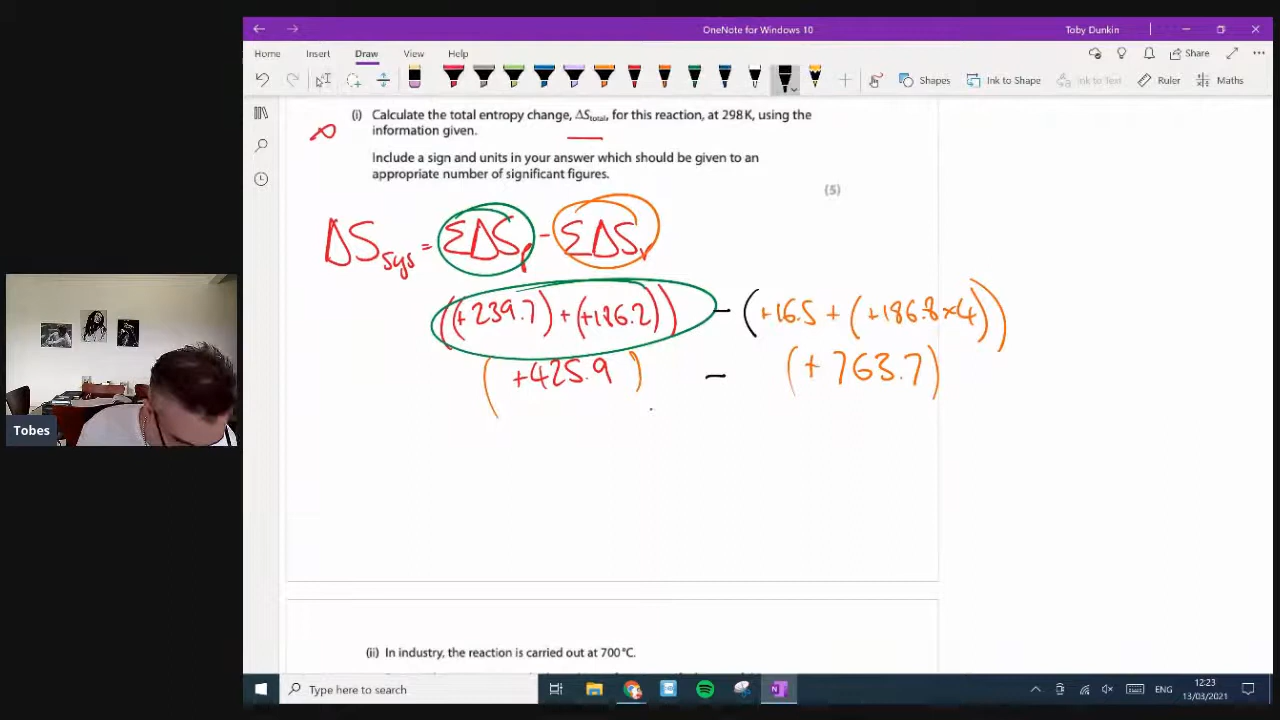 OneNote for Windows 10
Toby Dunkin
Home Insert Draw View Help
Share
Shapes Ink to Shape Ink to Text Ruler Maths
(i) Calculate the total entropy change, ΔStotal, for this reaction, at 298 K, using the
information given.
Include a sign and units in your answer which should be given to an
appropriate number of significant figures.
(5)
ΔSsys = ΣΔSp - ΣΔSr
((+239.7) + (+186.2)) - (+16.5 + (+186.8×4))
(+425.9) - (+763.7)
Tobes
(ii) In industry, the reaction is carried out at 700 °C.
Type here to search
ENG
12:23
13/03/2021